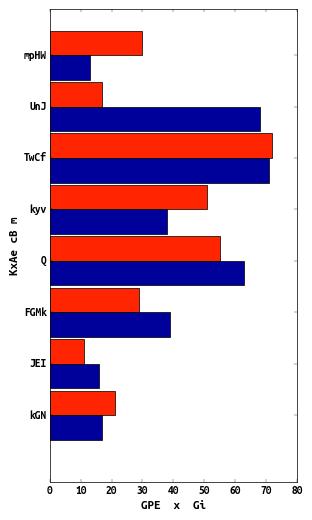 mpHW
UnJ
TwCf
kyv
Q
FGMk
JEI
kGN
KxAe cB m
0 10 20 30 40 50 60 70 80
GPE x Gi